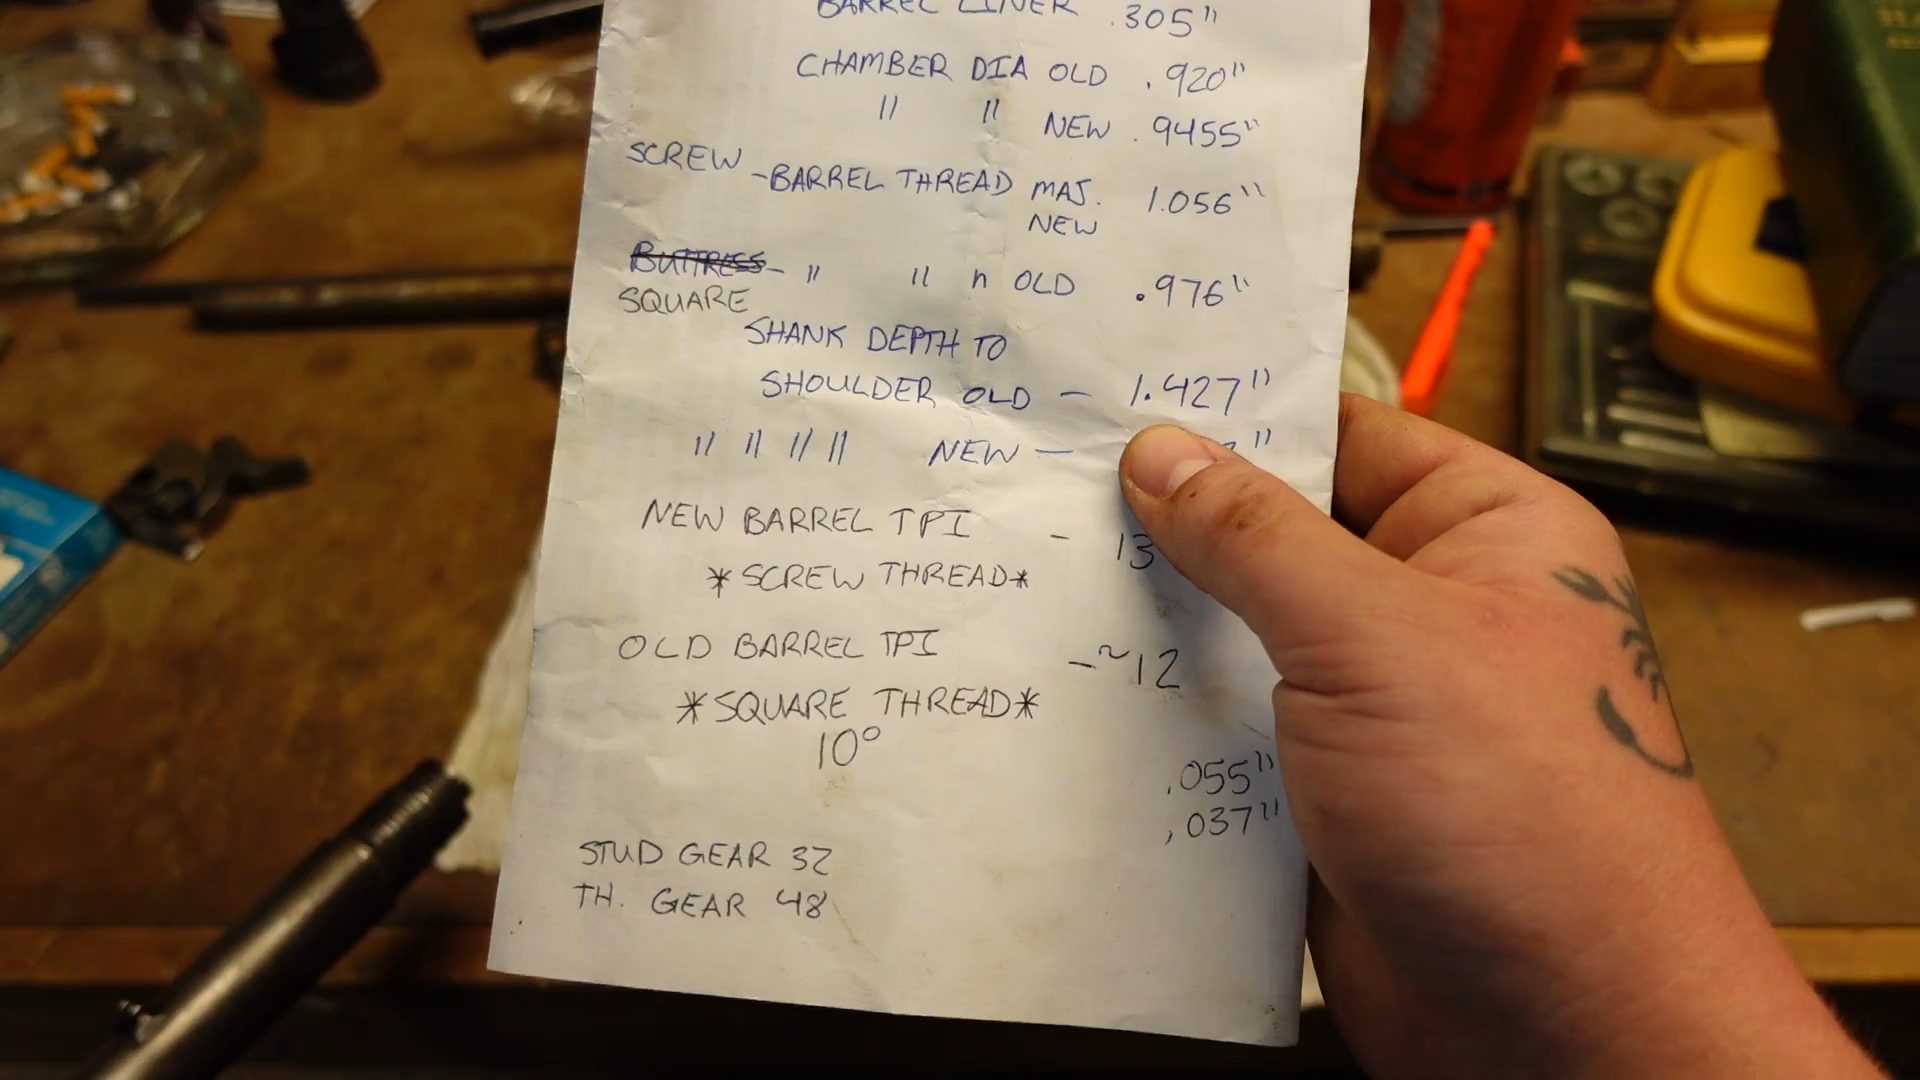 BARREL LINER .305"
CHAMBER DIA OLD .920"
" " NEW .9455"
SCREW - BARREL THREAD MAJ. 1.056"
NEW
BUTTRESS - " " " OLD .976"
SQUARE
SHANK DEPTH TO
SHOULDER OLD - 1.427"
" " " " NEW - "
NEW BARREL TPI - 13
*SCREW THREAD*
OLD BARREL TPI - ~12
*SQUARE THREAD*
10°
.055"
.037"
STUD GEAR 32
TH. GEAR 48